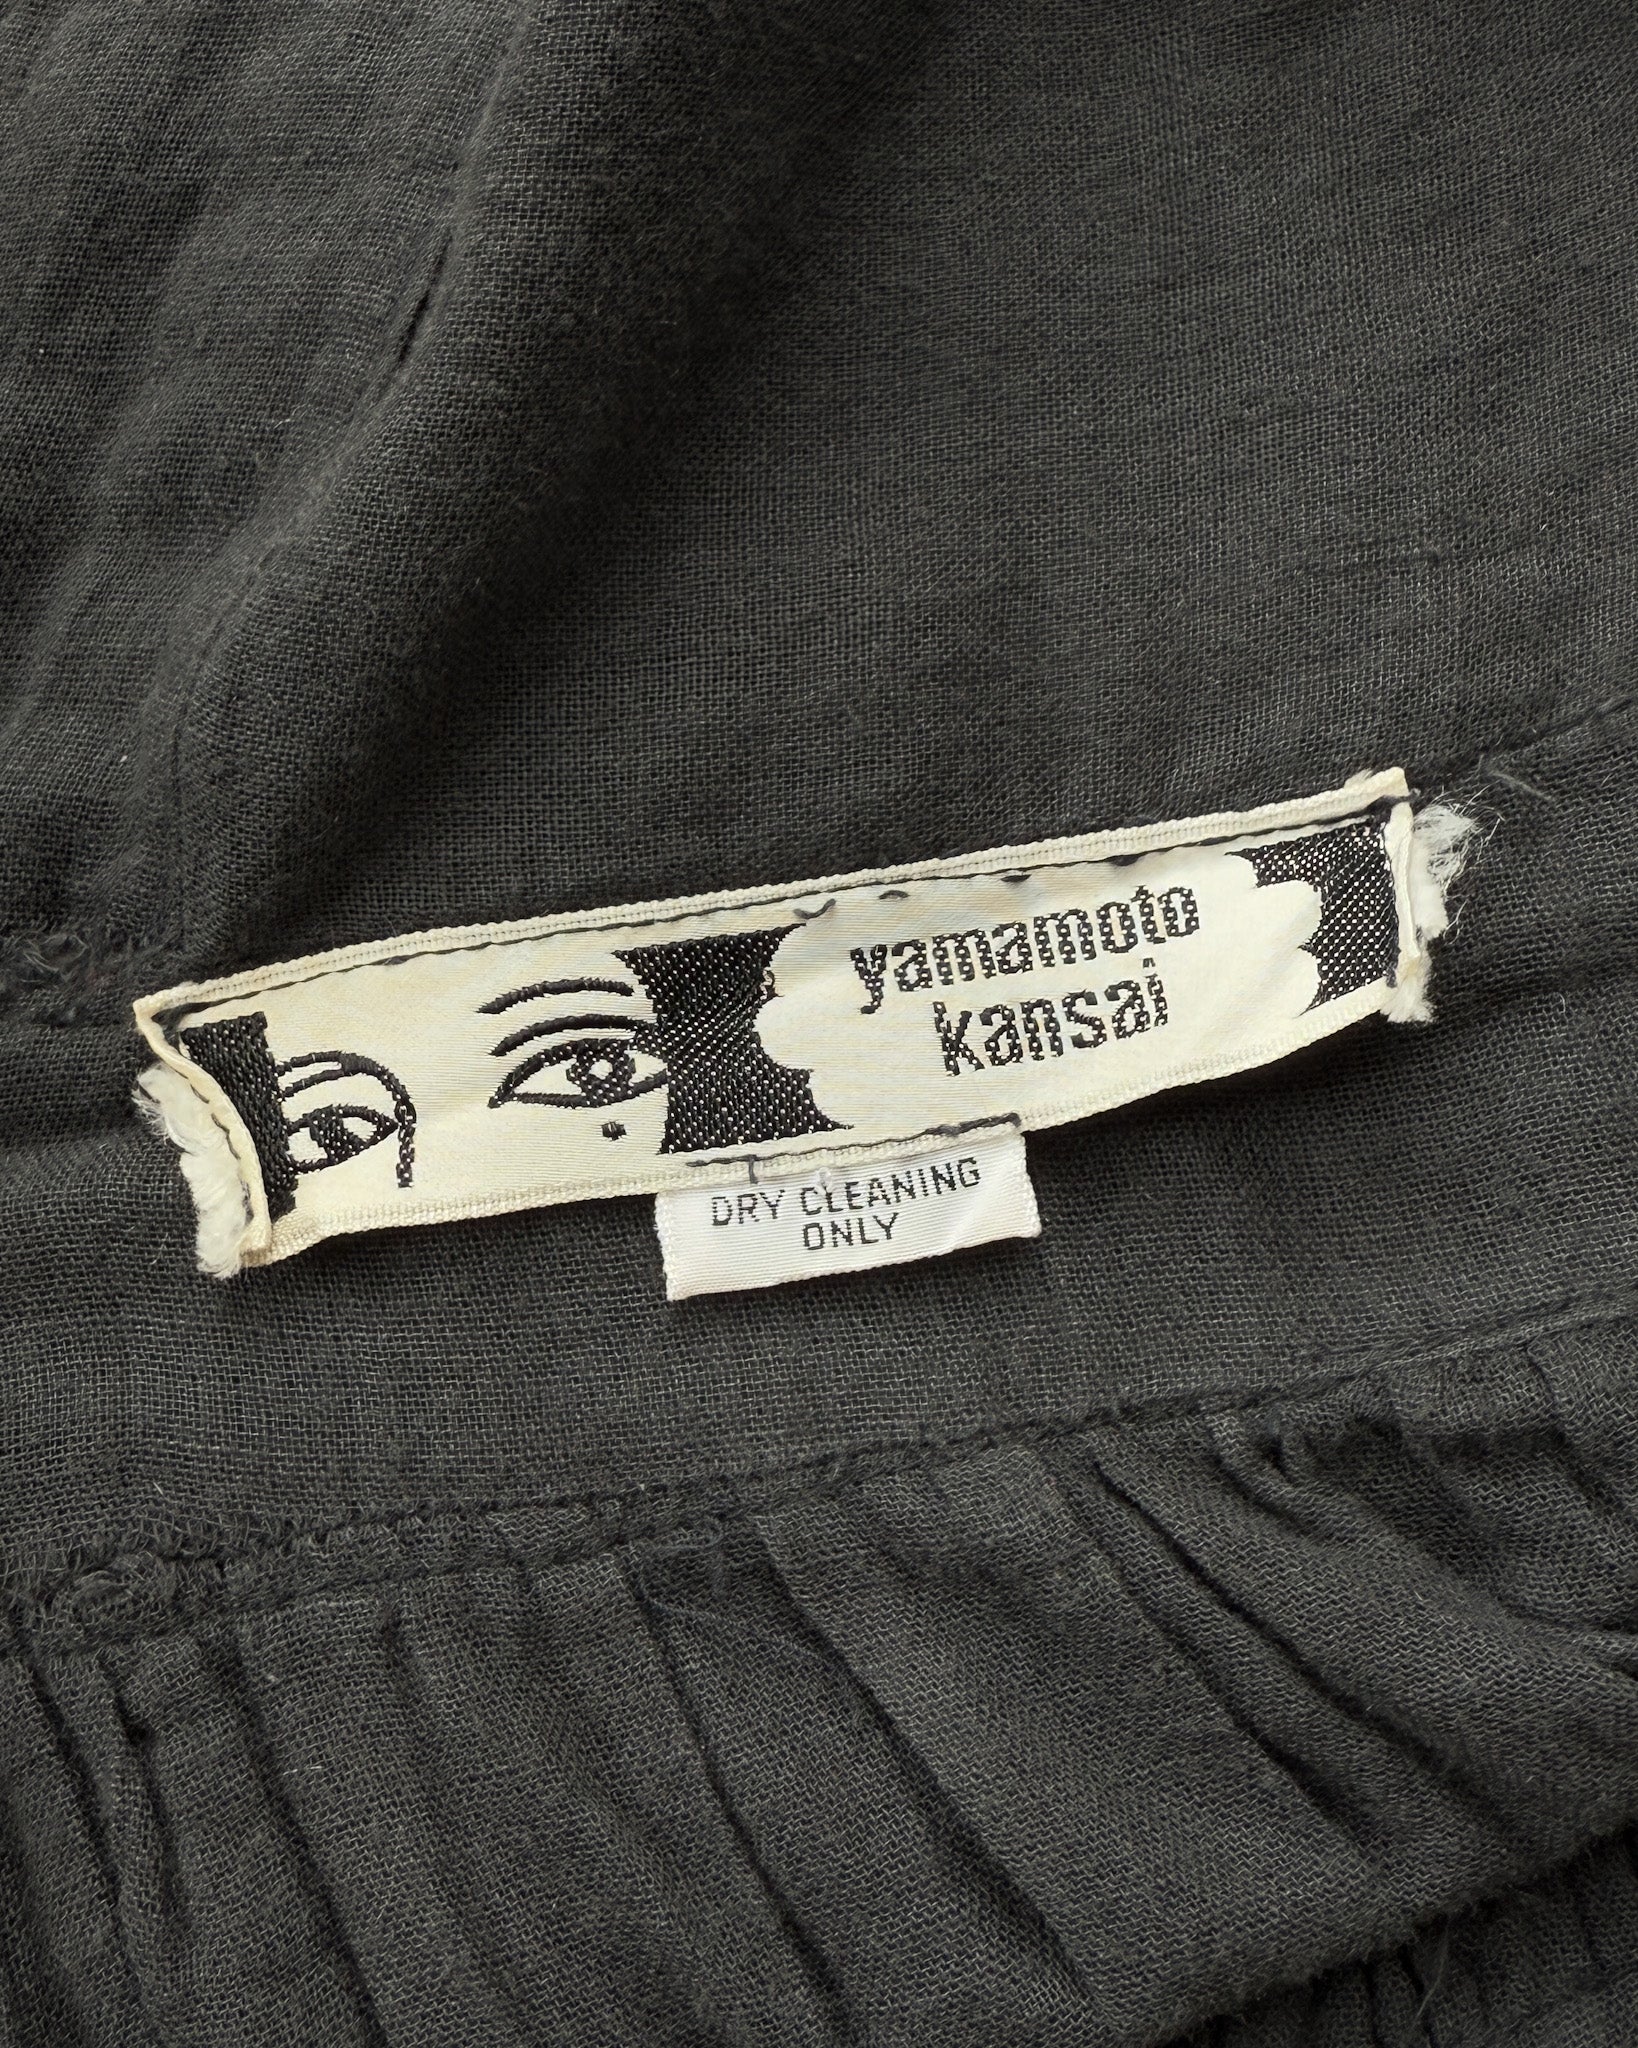 yamamoto
kansai
DRY CLEANING
ONLY